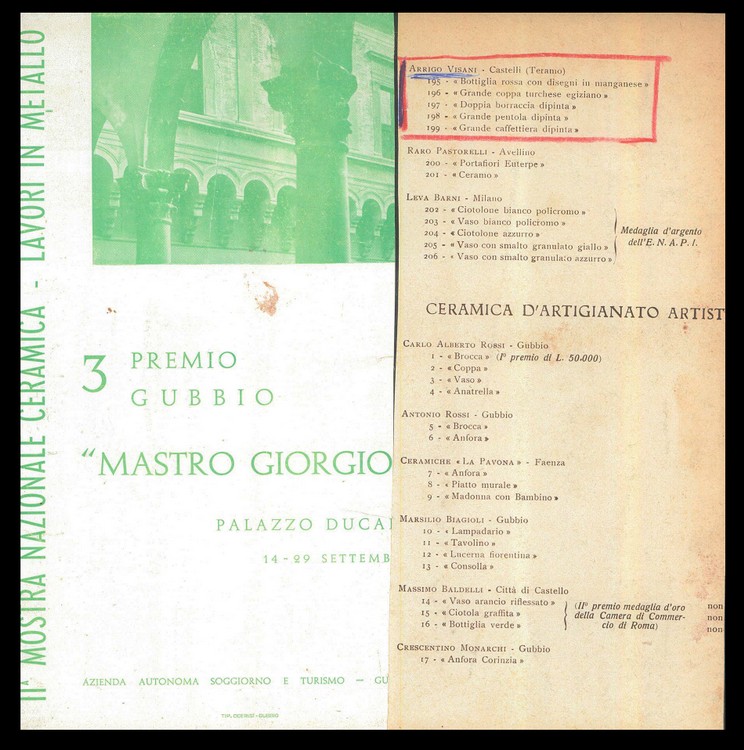 IIA MOSTRA NAZIONALE CERAMICA - LAVORI IN METALLO
3 PREMIO
GUBBIO
"MASTRO GIORGIO
PALAZZO DUCA
14-29 SETTEMB
AZIENDA AUTONOMA SOGGIORNO E TURISMO - GU
ARRIGO VISANI - Castelli (Teramo)
195 - « Bottiglia rossa con disegni in manganese »
196 - « Grande coppa turchese egiziano »
197 - « Doppia borraccia dipinta »
198 - « Grande pentola dipinta »
199 - « Grande caffettiera dipinta »
RARO PASTORELLI - Avellino
200 - « Portafiori Euterpe »
201 - « Ceramo »
LEVA BARNI - Milano
202 - « Ciotolone bianco policromo »
203 - « Vaso bianco policromo »
204 - « Ciotolone azzurro »
205 - « Vaso con smalto granulato giallo »
206 - « Vaso con smalto granulato azzurro »
Medaglia d'argento
dell'E. N. A. P. I.
CERAMICA D'ARTIGIANATO ARTIST
CARLO ALBERTO ROSSI - Gubbio
1 - « Brocca » (I° premio di L. 50.000)
2 - « Coppa »
3 - « Vaso »
4 - « Anatrella »
ANTONIO ROSSI - Gubbio
5 - « Brocca »
6 - « Anfora »
CERAMICHE « LA PAVONA » - Faenza
7 - « Anfora »
8 - « Piatto murale »
9 - « Madonna con Bambino »
MARSILIO BIAGIOLI - Gubbio
10 - « Lampadario »
11 - « Tavolino »
12 - « Lucerna fiorentina »
13 - « Consolla »
MASSIMO BALDELLI - Città di Castello
14 - « Vaso arancio riflessato »
15 - « Ciotola graffita »
16 - « Bottiglia verde »
(II° premio medaglia d'oro
della Camera di Commer-
cio di Roma)
non
non
non
CRESCENTINO MONARCHI - Gubbio
17 - « Anfora Corinzia »